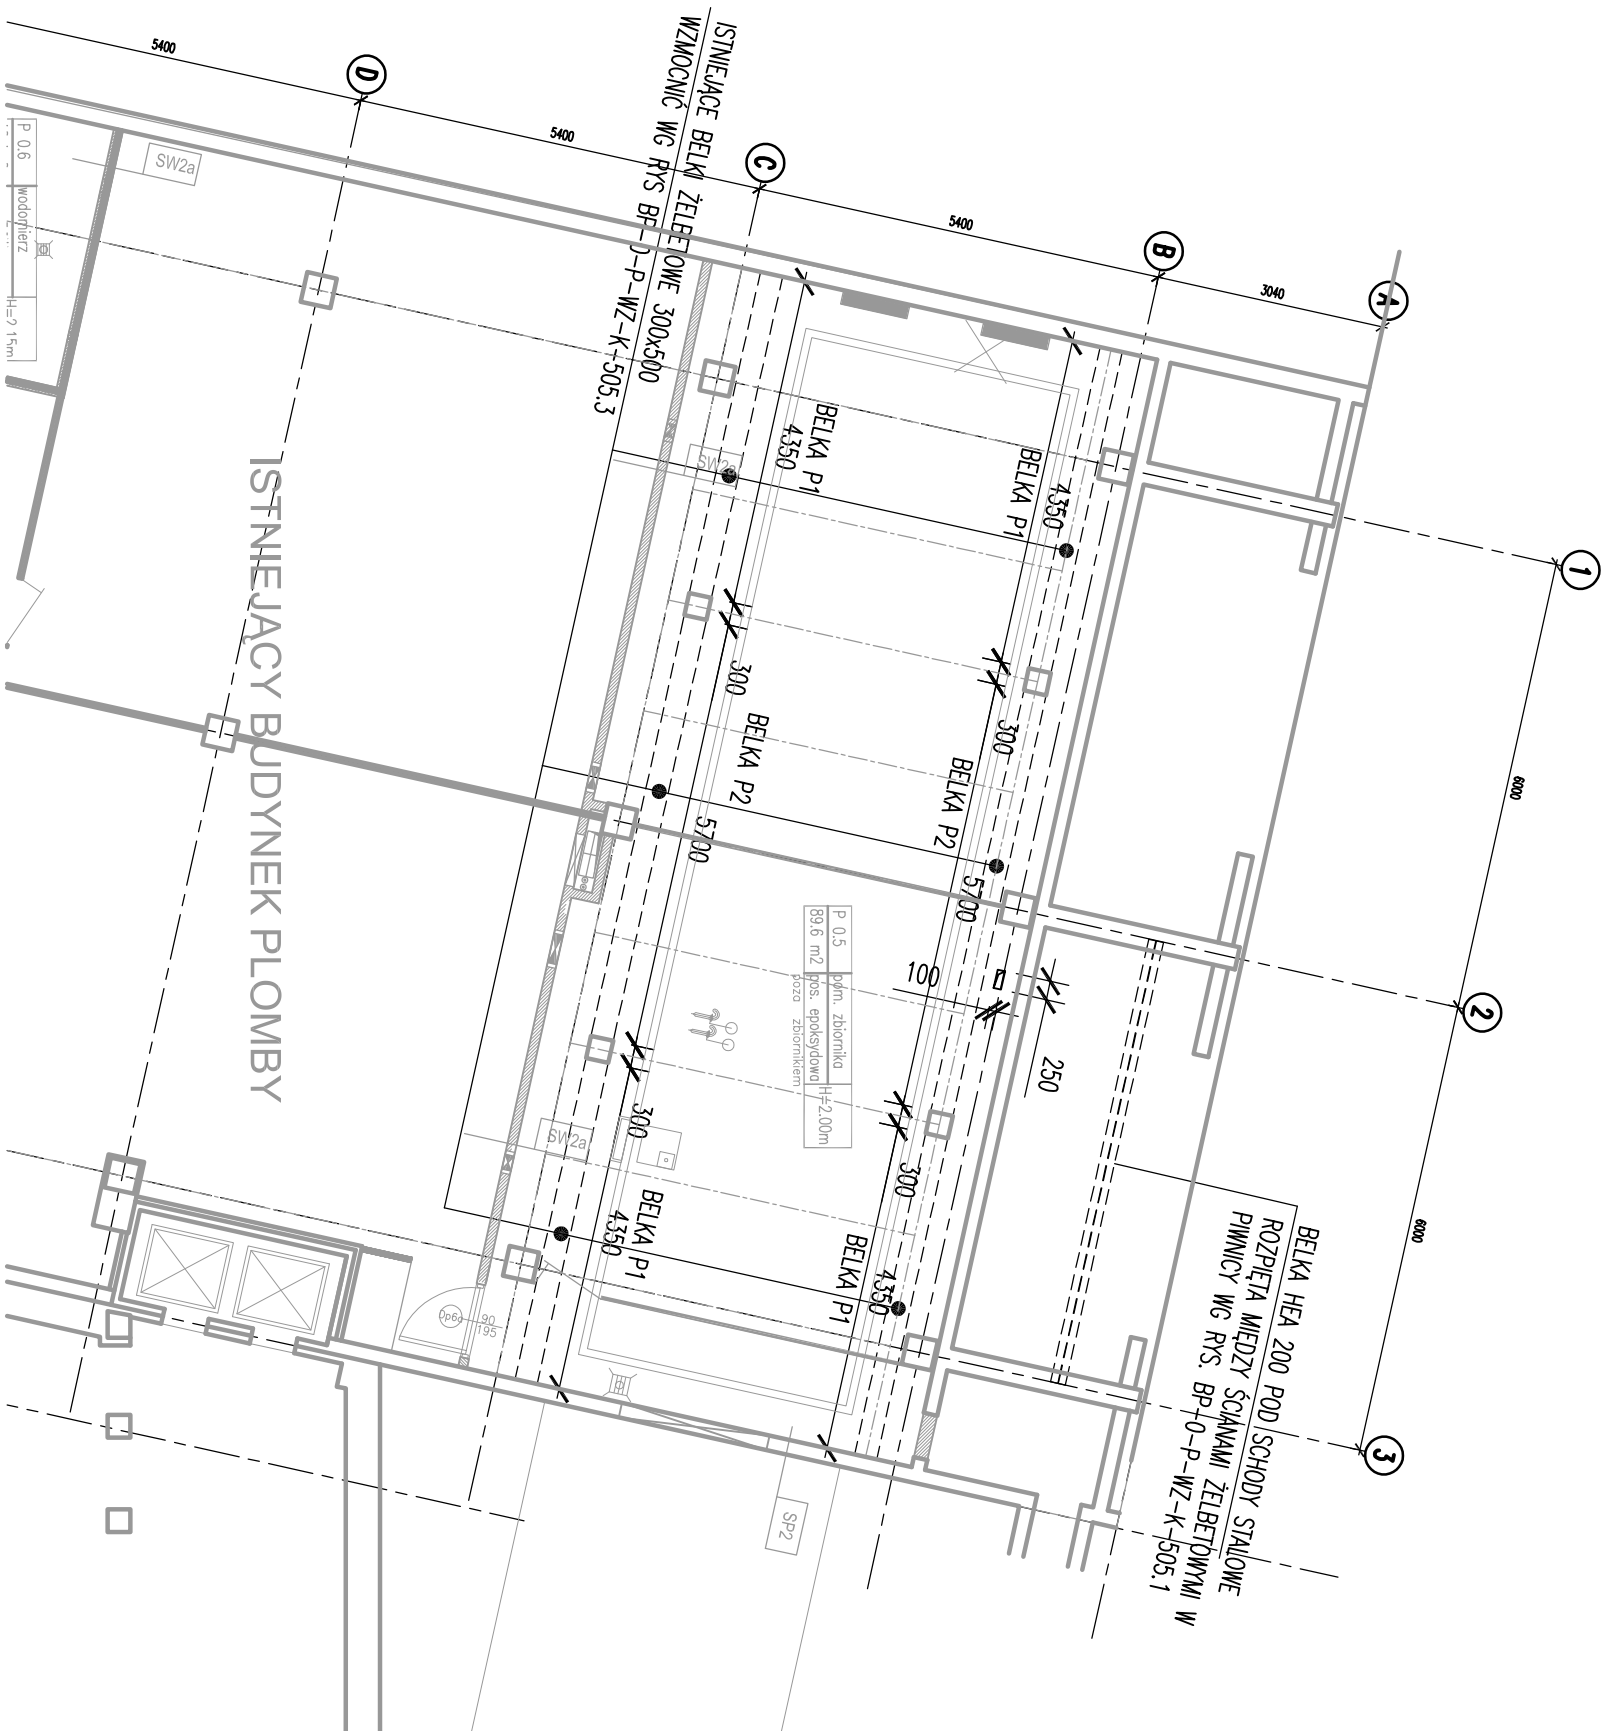 5400
D
5400
C
5400
B
3040
A
1
6000
2
6000
3
ISTNIEJĄCE BELKI ŻELBETOWE 300x500
WZMOCNIĆ WG RYS BP-O-P-WZ-K-505.3
P 0.6
wodomierz
H=2.15m
SW2a
SW2a
BELKA P1
4350
BELKA P1
4350
300
300
BELKA P2
5700
BELKA P2
5700
ISTNIEJĄCY BUDYNEK PLOMBY
P 0.5 pom. zbiornika
89.6 m2 pos. epoksydowa H=2.00m
poza zbiornikiem
100
250
300
300
SW2a
BELKA P1
4350
BELKA P1
4350
90
195
SP2
BELKA HEA 200 POD SCHODY STALOWE
ROZPIĘTA MIĘDZY ŚCIANAMI ŻELBETOWYMI W
PIWNICY WG RYS. BP-O-P-WZ-K-505.1